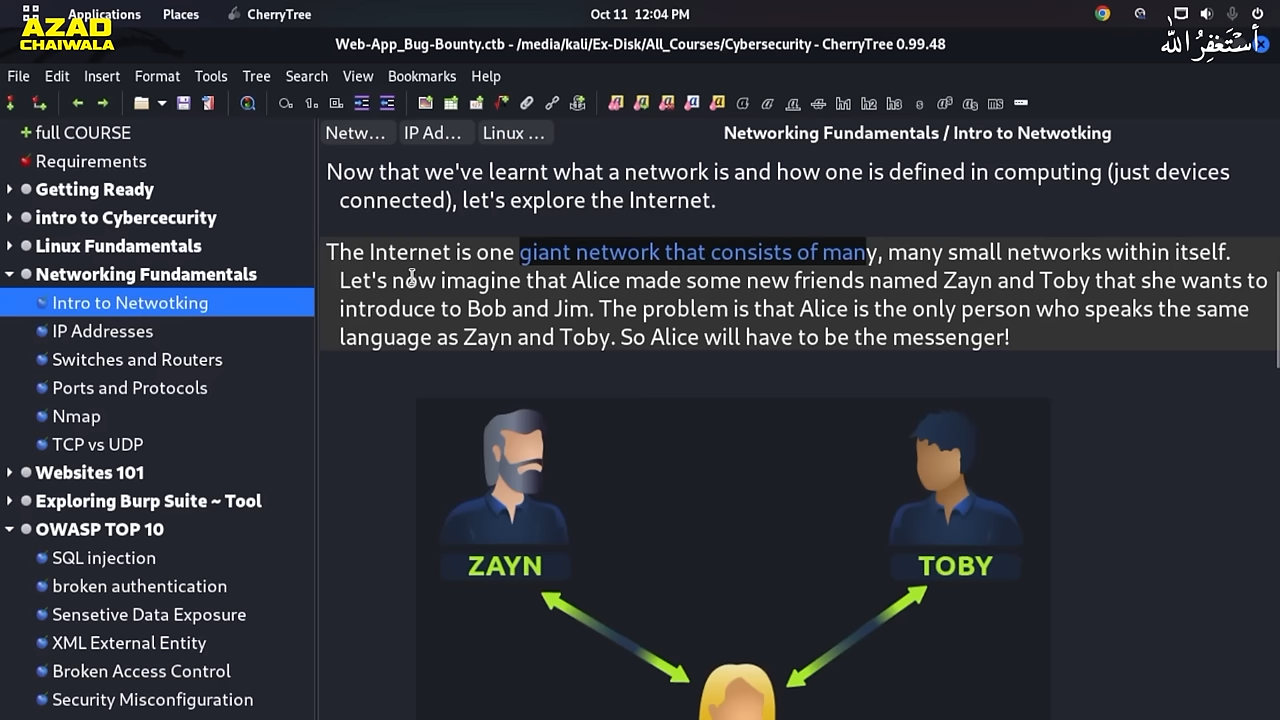 Applications
Places
CherryTree
Oct 11 12:04 PM
AZAD
CHAIWALA
Web-App_Bug-Bounty.ctb - /media/kali/Ex-Disk/All_Courses/Cybersecurity - CherryTree 0.99.48
أستغفر الله
File Edit Insert Format Tools Tree Search View Bookmarks Help
h1 h2 h3 s ms
full COURSE
Requirements
Getting Ready
intro to Cybercecurity
Linux Fundamentals
Networking Fundamentals
Intro to Netwotking
IP Addresses
Switches and Routers
Ports and Protocols
Nmap
TCP vs UDP
Websites 101
Exploring Burp Suite ~ Tool
OWASP TOP 10
SQL injection
broken authentication
Sensetive Data Exposure
XML External Entity
Broken Access Control
Security Misconfiguration
Netw... IP Ad... Linux ...
Networking Fundamentals / Intro to Netwotking
Now that we've learnt what a network is and how one is defined in computing (just devices
connected), let's explore the Internet.
The Internet is one giant network that consists of many, many small networks within itself.
Let's now imagine that Alice made some new friends named Zayn and Toby that she wants to
introduce to Bob and Jim. The problem is that Alice is the only person who speaks the same
language as Zayn and Toby. So Alice will have to be the messenger!
ZAYN
TOBY